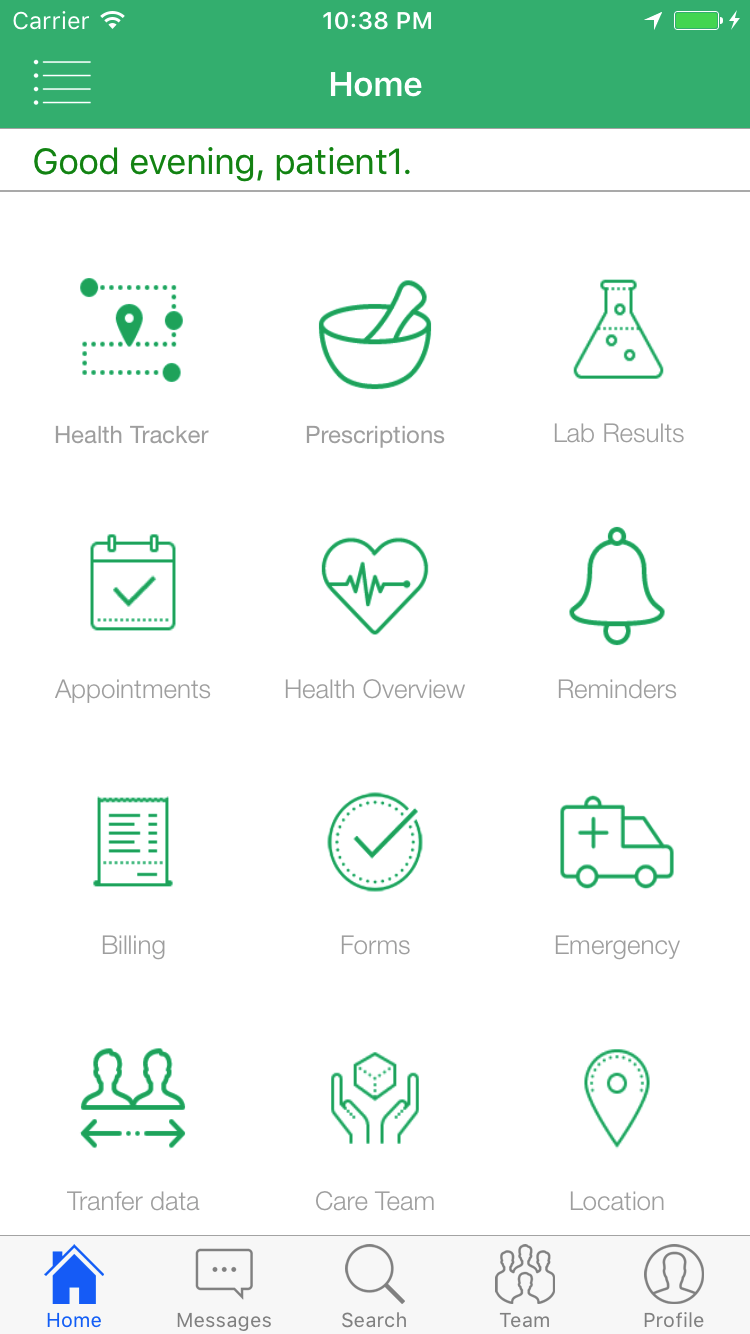 Carrier 10:38 PM
Home
Good evening, patient1.
Health Tracker Prescriptions Lab Results
Appointments Health Overview Reminders
Billing Forms Emergency
Tranfer data Care Team Location
Home Messages Search Team Profile